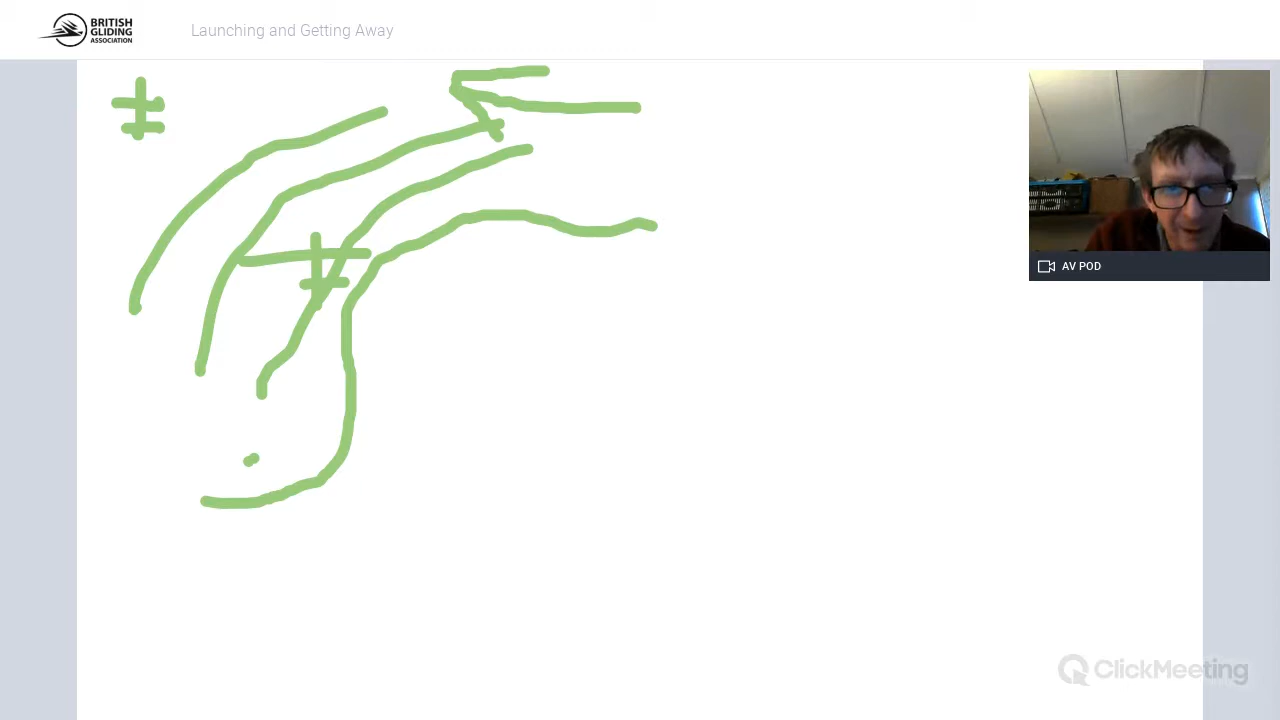 BRITISH
GLIDING
ASSOCIATION
Launching and Getting Away
AV POD
ClickMeeting